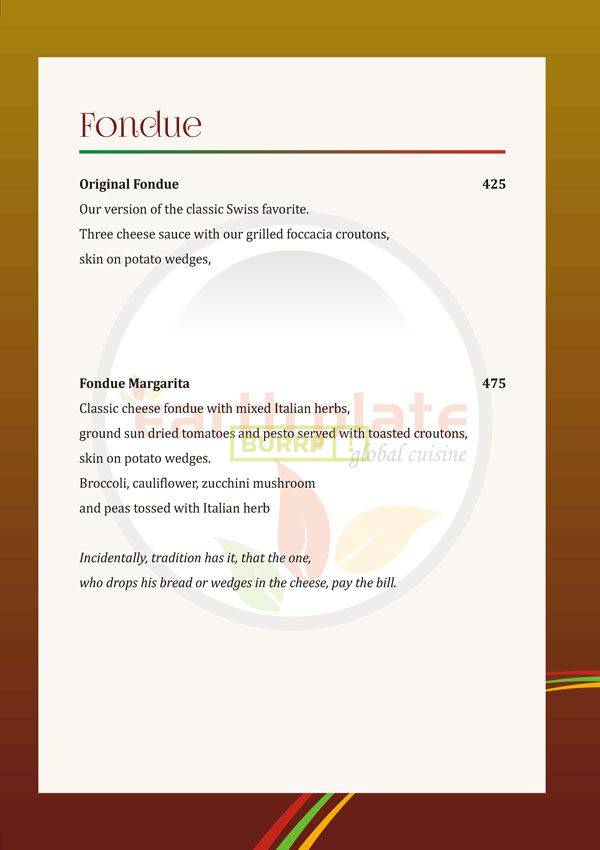 Fondue
Original Fondue 425
Our version of the classic Swiss favorite.
Three cheese sauce with our grilled foccacia croutons,
skin on potato wedges,
Fondue Margarita 475
Classic cheese fondue with mixed Italian herbs,
Earth plate
ground sun dried tomatoes and pesto served with toasted croutons,
BURRP!
global cuisine
skin on potato wedges.
Broccoli, cauliflower, zucchini mushroom
and peas tossed with Italian herb
Incidentally, tradition has it, that the one,
who drops his bread or wedges in the cheese, pay the bill.